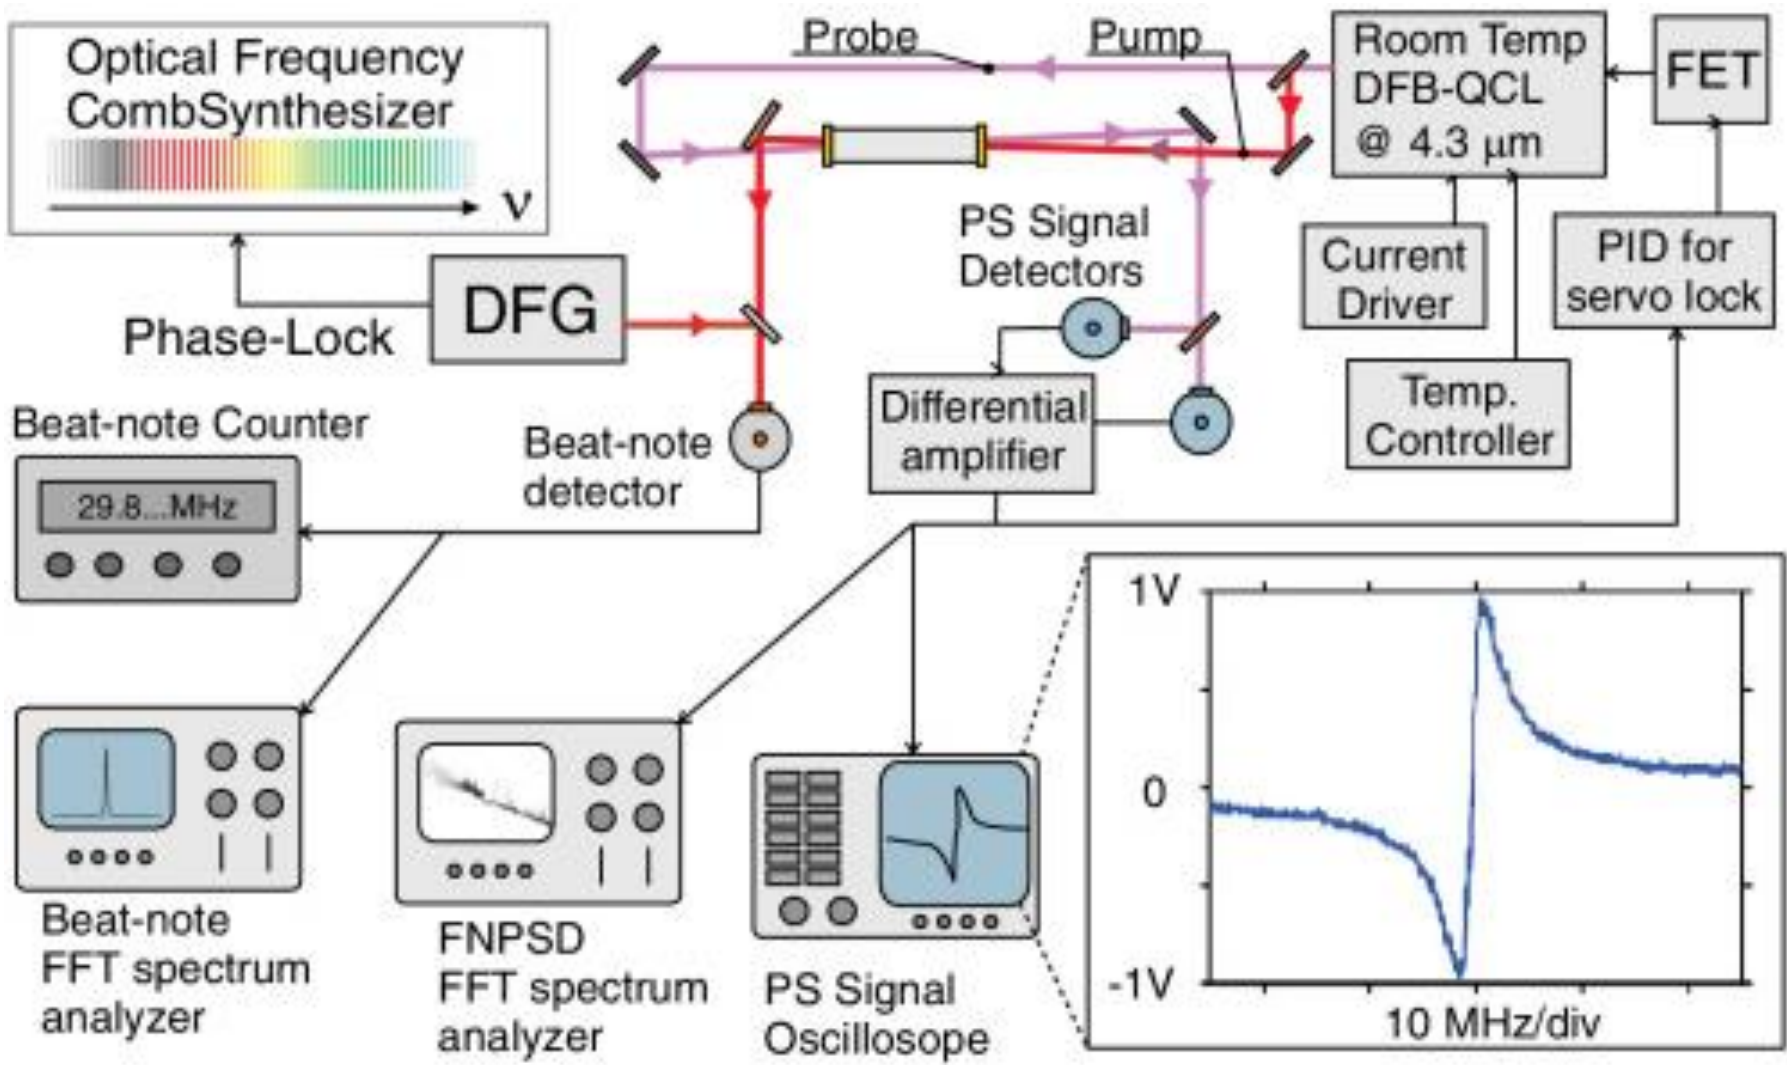 Optical Frequency
CombSynthesizer
ν
Probe
Pump
Room Temp
DFB-QCL
@ 4.3 μm
FET
PS Signal
Detectors
Current
Driver
PID for
servo lock
DFG
Phase-Lock
Temp.
Controller
Differential
amplifier
Beat-note Counter
29.8...MHz
Beat-note
detector
1V
0
-1V
10 MHz/div
Beat-note
FFT spectrum
analyzer
FNPSD
FFT spectrum
analyzer
PS Signal
Oscillosope